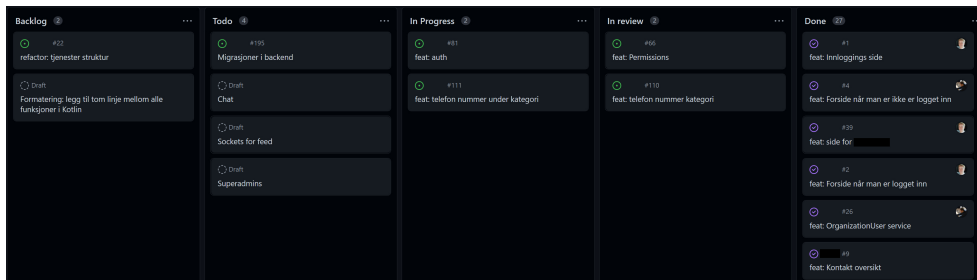 Backlog 2
#22
refactor: tjenester struktur
Draft
Formatering: legg til tom linje mellom alle
funksjoner i Kotlin
Todo 4
#195
Migrasjoner i backend
Draft
Chat
Draft
Sockets for feed
Draft
Superadmins
In Progress 2
#81
feat: auth
#111
feat: telefon nummer under kategori
In review 2
#66
feat: Permissions
#110
feat: telefon nummer kategori
Done 27
#1
feat: Innloggings side
#4
feat: Forside når man er ikke er logget inn
#39
feat: side for
#2
feat: Forside når man er logget inn
#26
feat: OrganizationUser service
#9
feat: Kontakt oversikt